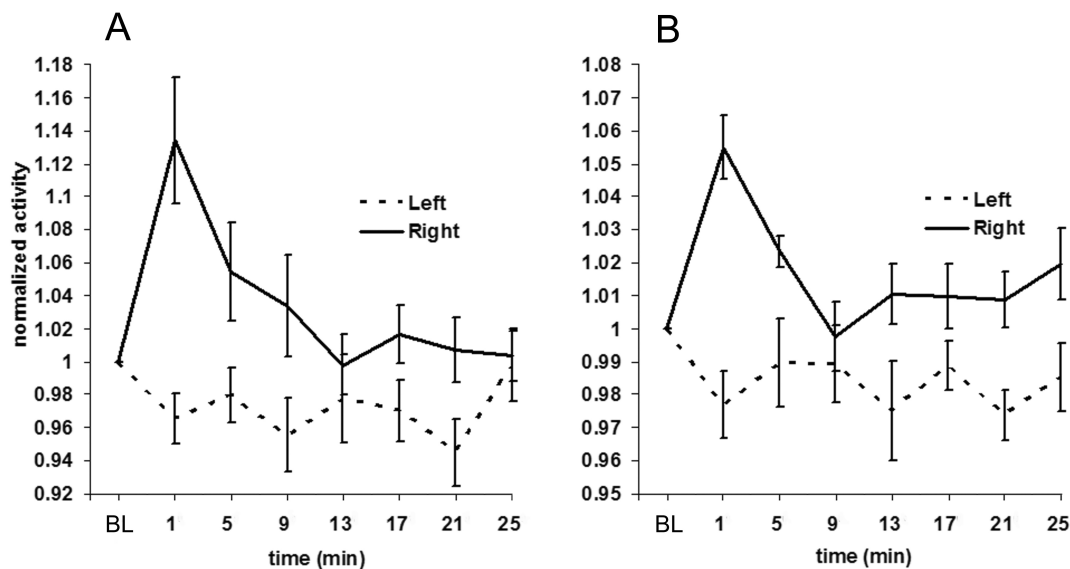 A
normalized activity
1.18
1.16
1.14
1.12
1.1
1.08
1.06
1.04
1.02
1
0.98
0.96
0.94
0.92
Left
Right
BL 1 5 9 13 17 21 25
time (min)
B
1.08
1.07
1.06
1.05
1.04
1.03
1.02
1.01
1
0.99
0.98
0.97
0.96
0.95
Left
Right
BL 1 5 9 13 17 21 25
time (min)